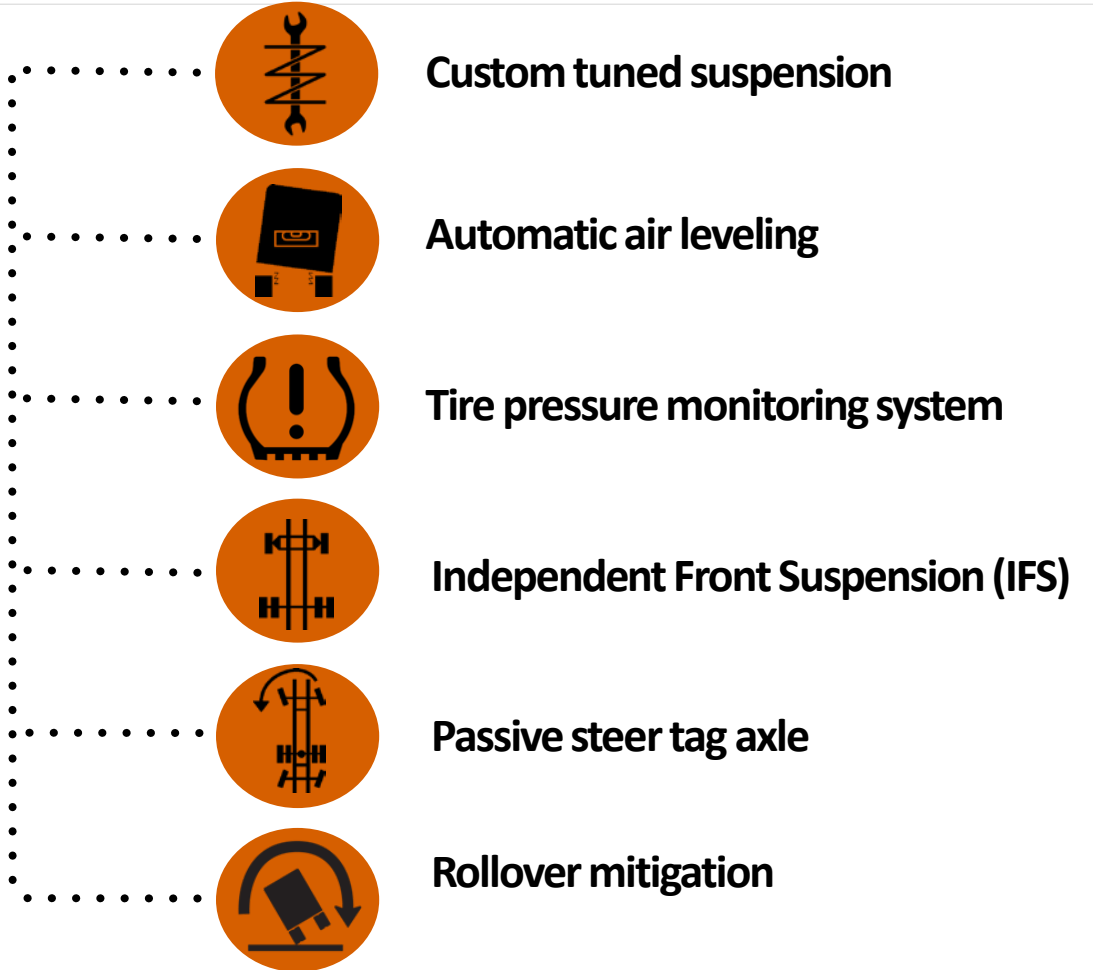 Custom tuned suspension
Automatic air leveling
Tire pressure monitoring system
Independent Front Suspension (IFS)
Passive steer tag axle
Rollover mitigation